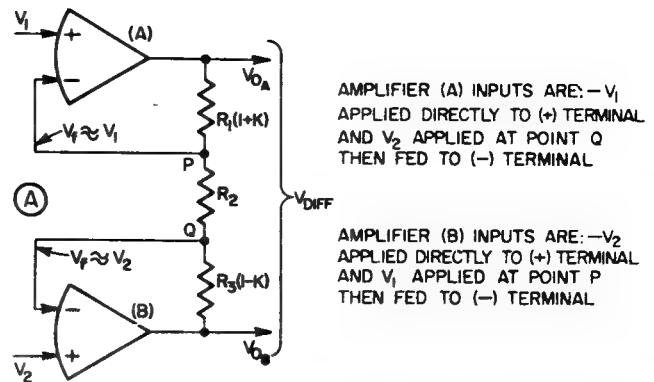 V1
+
(A)
−
VOA
R1(1+K)
Vf ≈ V1
P
R2
VDIFF
A
Q
Vf ≈ V2
R3(1−K)
−
(B)
+
V2
VOB
AMPLIFIER (A) INPUTS ARE:—V1
APPLIED DIRECTLY TO (+) TERMINAL
AND V2 APPLIED AT POINT Q
THEN FED TO (−) TERMINAL
AMPLIFIER (B) INPUTS ARE:—V2
APPLIED DIRECTLY TO (+) TERMINAL
AND V1 APPLIED AT POINT P
THEN FED TO (−) TERMINAL